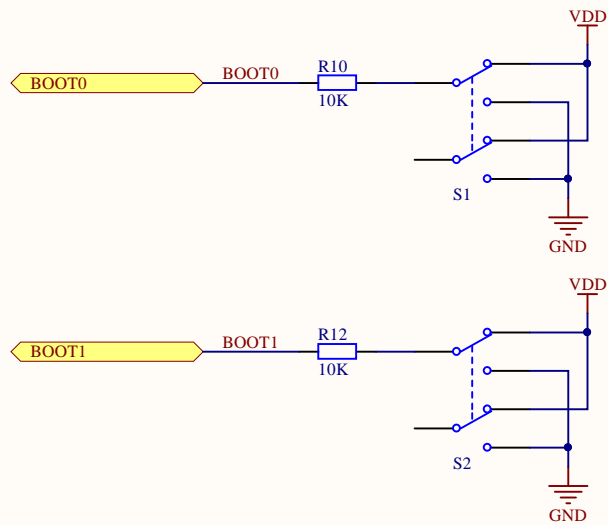 VDD
BOOT0
BOOT0
R10
10K
S1
GND
VDD
BOOT1
BOOT1
R12
10K
S2
GND